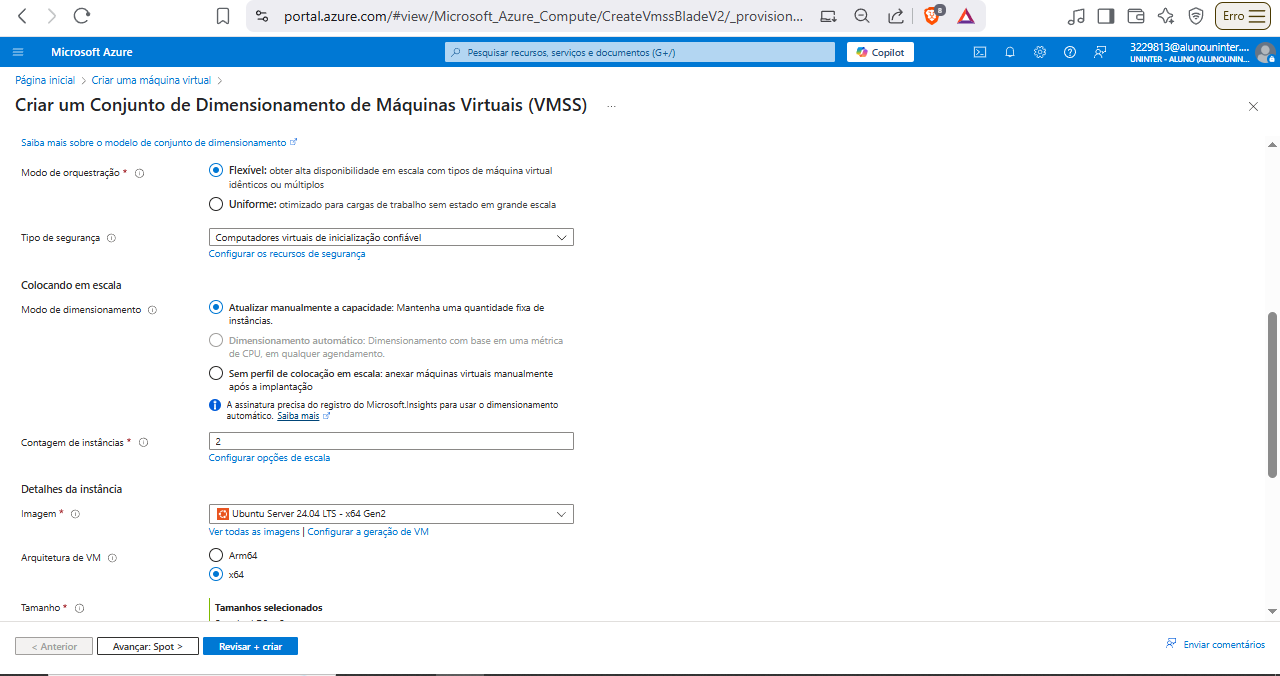 portal.azure.com/#view/Microsoft_Azure_Compute/CreateVmssBladeV2/_provision...
8
Erro
Microsoft Azure
Pesquisar recursos, serviços e documentos (G+/)
Copilot
3229813@alunouninter....
UNINTER - ALUNO (ALUNOUNIN...
Página inicial > Criar uma máquina virtual >
Criar um Conjunto de Dimensionamento de Máquinas Virtuais (VMSS) ...
Saiba mais sobre o modelo de conjunto de dimensionamento
Modo de orquestração *
Flexível: obter alta disponibilidade em escala com tipos de máquina virtual
idênticos ou múltiplos
Uniforme: otimizado para cargas de trabalho sem estado em grande escala
Tipo de segurança
Computadores virtuais de inicialização confiável
Configurar os recursos de segurança
Colocando em escala
Modo de dimensionamento
Atualizar manualmente a capacidade: Mantenha uma quantidade fixa de
instâncias.
Dimensionamento automático: Dimensionamento com base em uma métrica
de CPU, em qualquer agendamento.
Sem perfil de colocação em escala: anexar máquinas virtuais manualmente
após a implantação
A assinatura precisa do registro do Microsoft.Insights para usar o dimensionamento
automático. Saiba mais
Contagem de instâncias *
2
Configurar opções de escala
Detalhes da instância
Imagem *
Ubuntu Server 24.04 LTS - x64 Gen2
Ver todas as imagens | Configurar a geração de VM
Arquitetura de VM
Arm64
x64
Tamanho *
Tamanhos selecionados
< Anterior
Avançar: Spot >
Revisar + criar
Enviar comentários